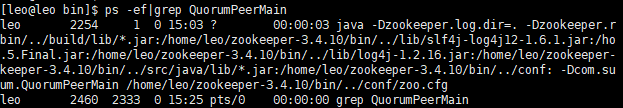 [leo@leo bin]$ ps -ef|grep QuorumPeerMain
leo 2254 1 0 15:03 ? 00:00:03 java -Dzookeeper.log.dir=. -Dzookeeper.r
bin/../build/lib/*.jar:/home/leo/zookeeper-3.4.10/bin/../lib/slf4j-log4j12-1.6.1.jar:/ho
.5.Final.jar:/home/leo/zookeeper-3.4.10/bin/../lib/log4j-1.2.16.jar:/home/leo/zookeeper-
keeper-3.4.10/bin/../src/java/lib/*.jar:/home/leo/zookeeper-3.4.10/bin/../conf: -Dcom.su
um.QuorumPeerMain /home/leo/zookeeper-3.4.10/bin/../conf/zoo.cfg
leo 2460 2333 0 15:25 pts/0 00:00:00 grep QuorumPeerMain